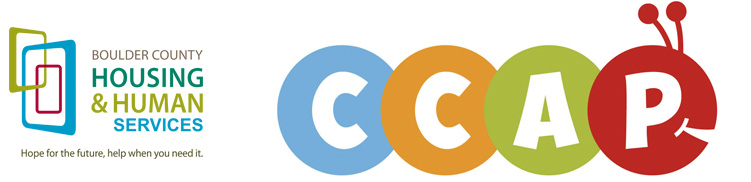 BOULDER COUNTY
HOUSING
& HUMAN
SERVICES
Hope for the future, help when you need it.
CCAP